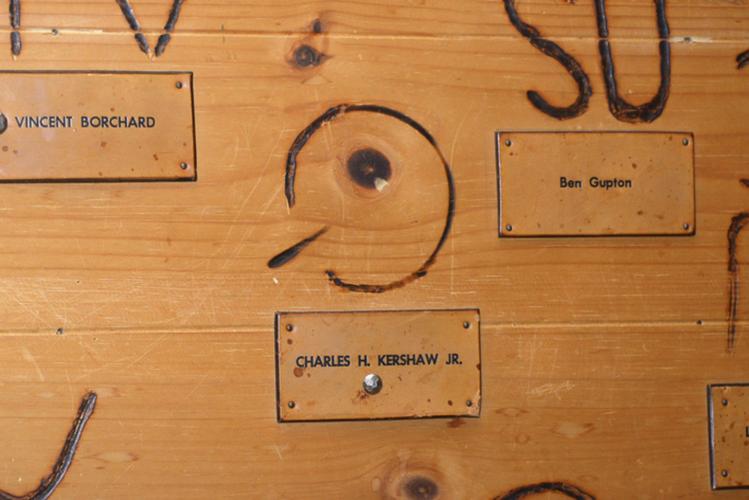 VINCENT BORCHARD
Ben Gupton
CHARLES H. KERSHAW JR.